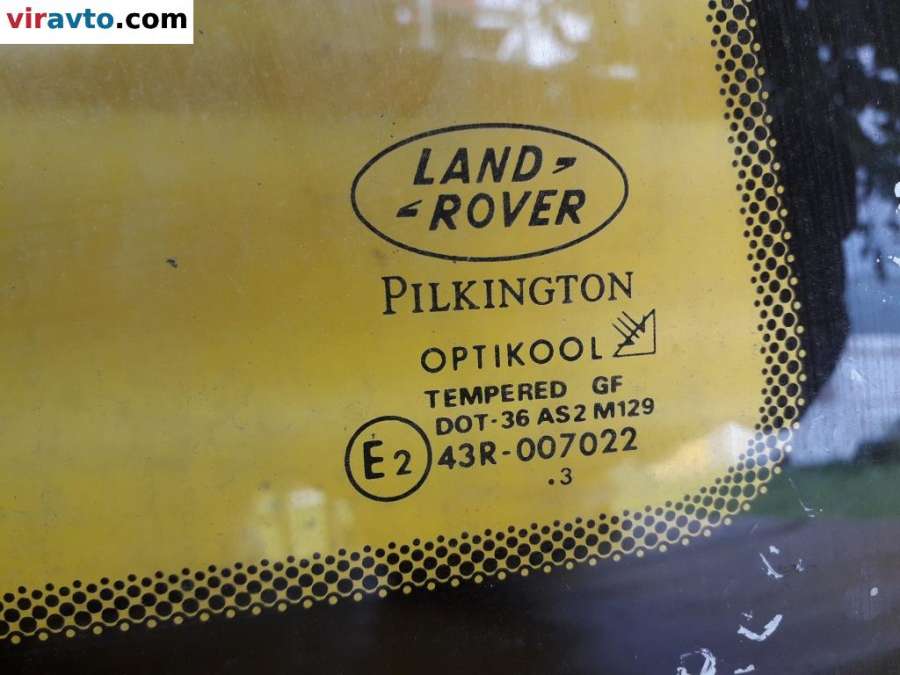 viravto.com
LAND
ROVER
PILKINGTON
OPTIKOOL
TEMPERED GF
DOT-36 AS2 M129
E2 43R-007022
.3